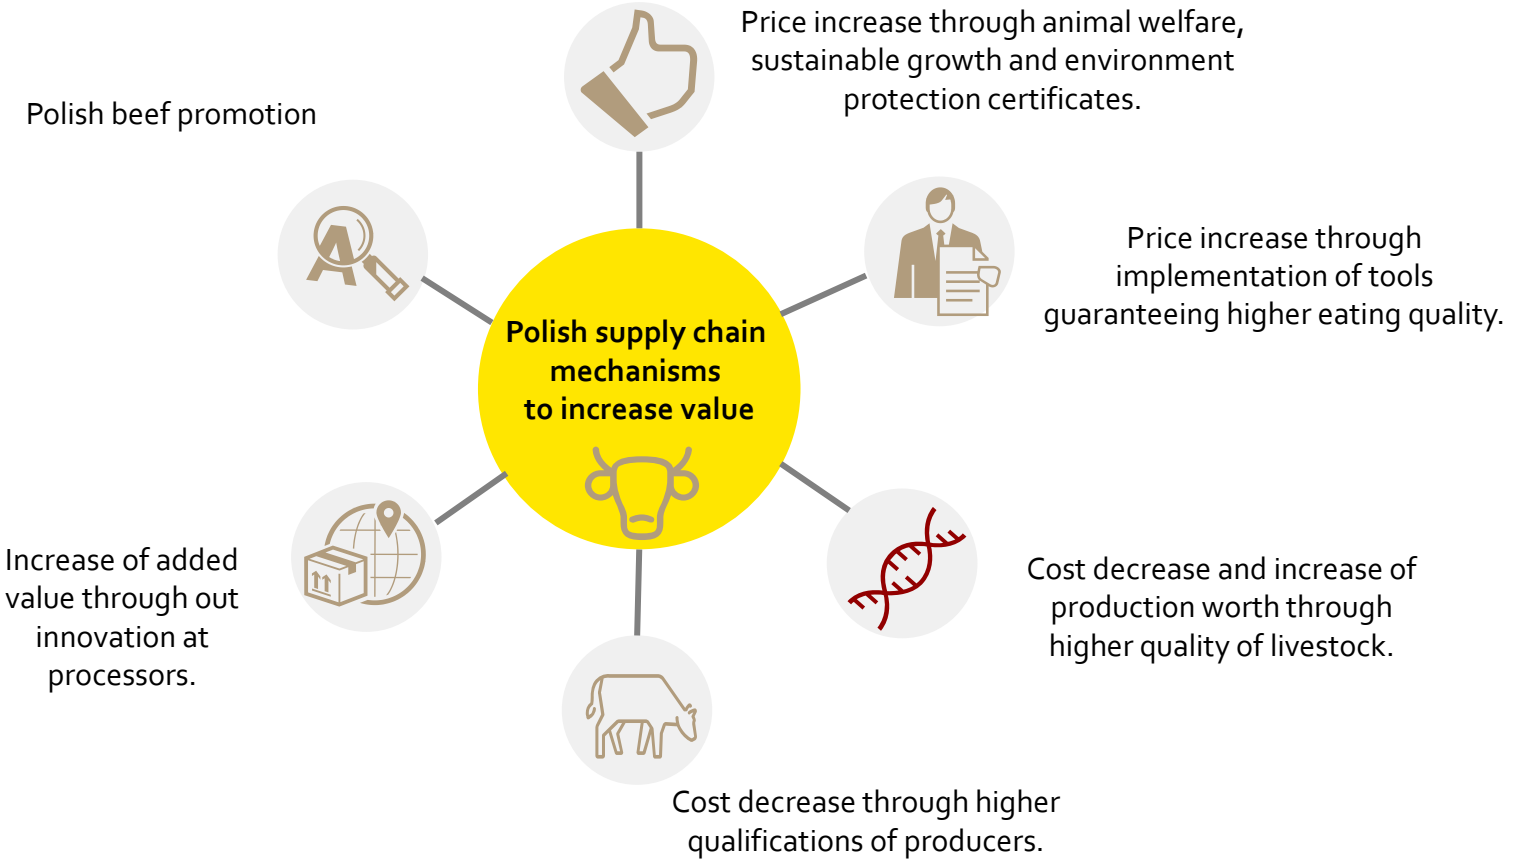 Price increase through animal welfare,
sustainable growth and environment
protection certificates.
Polish beef promotion
Price increase through
implementation of tools
guaranteeing higher eating quality.
Polish supply chain
mechanisms
to increase value
Increase of added
value through out
innovation at
processors.
Cost decrease and increase of
production worth through
higher quality of livestock.
Cost decrease through higher
qualifications of producers.